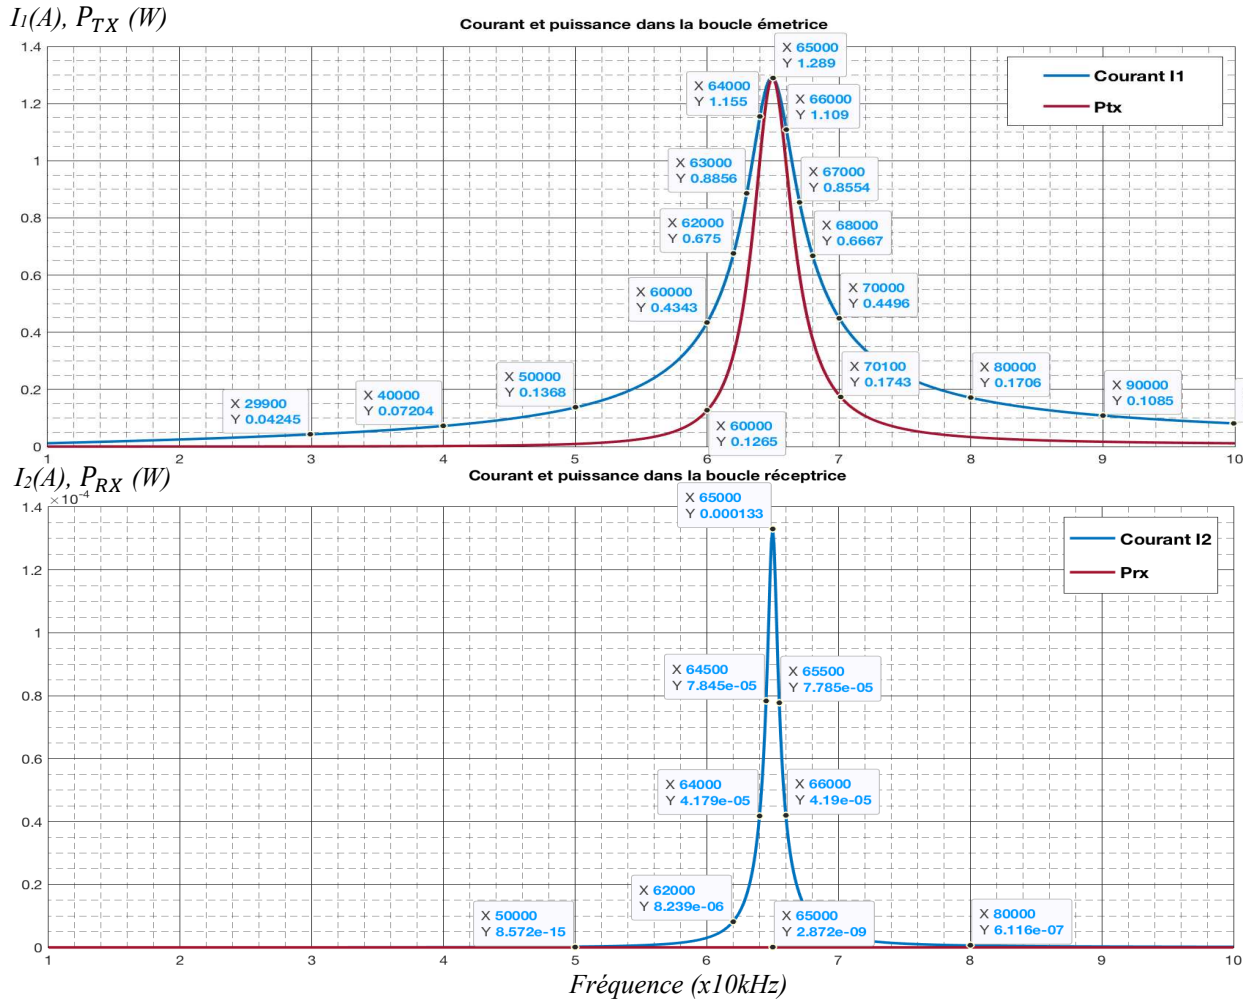 I₁(A), P_TX (W)
Courant et puissance dans la boucle émetrice
1.4
1.2
1
0.8
0.6
0.4
0.2
0
X 65000
Y 1.289
X 64000
Y 1.155
X 66000
Y 1.109
X 63000
Y 0.8856
X 67000
Y 0.8554
X 62000
Y 0.675
X 68000
Y 0.6667
X 60000
Y 0.4343
X 70000
Y 0.4496
X 50000
Y 0.1368
X 70100
Y 0.1743
X 80000
Y 0.1706
X 90000
Y 0.1085
X 40000
Y 0.07204
X 29900
Y 0.04245
X 60000
Y 0.1265
Courant I1
Ptx
1 2 3 4 5 6 7 8 9 10
I₂(A), P_RX (W)
×10⁻⁴
Courant et puissance dans la boucle réceptrice
1.4
1.2
1
0.8
0.6
0.4
0.2
0
X 65000
Y 0.000133
X 64500
Y 7.845e-05
X 65500
Y 7.785e-05
X 64000
Y 4.179e-05
X 66000
Y 4.19e-05
X 62000
Y 8.239e-06
X 50000
Y 8.572e-15
X 65000
Y 2.872e-09
X 80000
Y 6.116e-07
Courant I2
Prx
1 2 3 4 5 6 7 8 9 10
Fréquence (x10kHz)